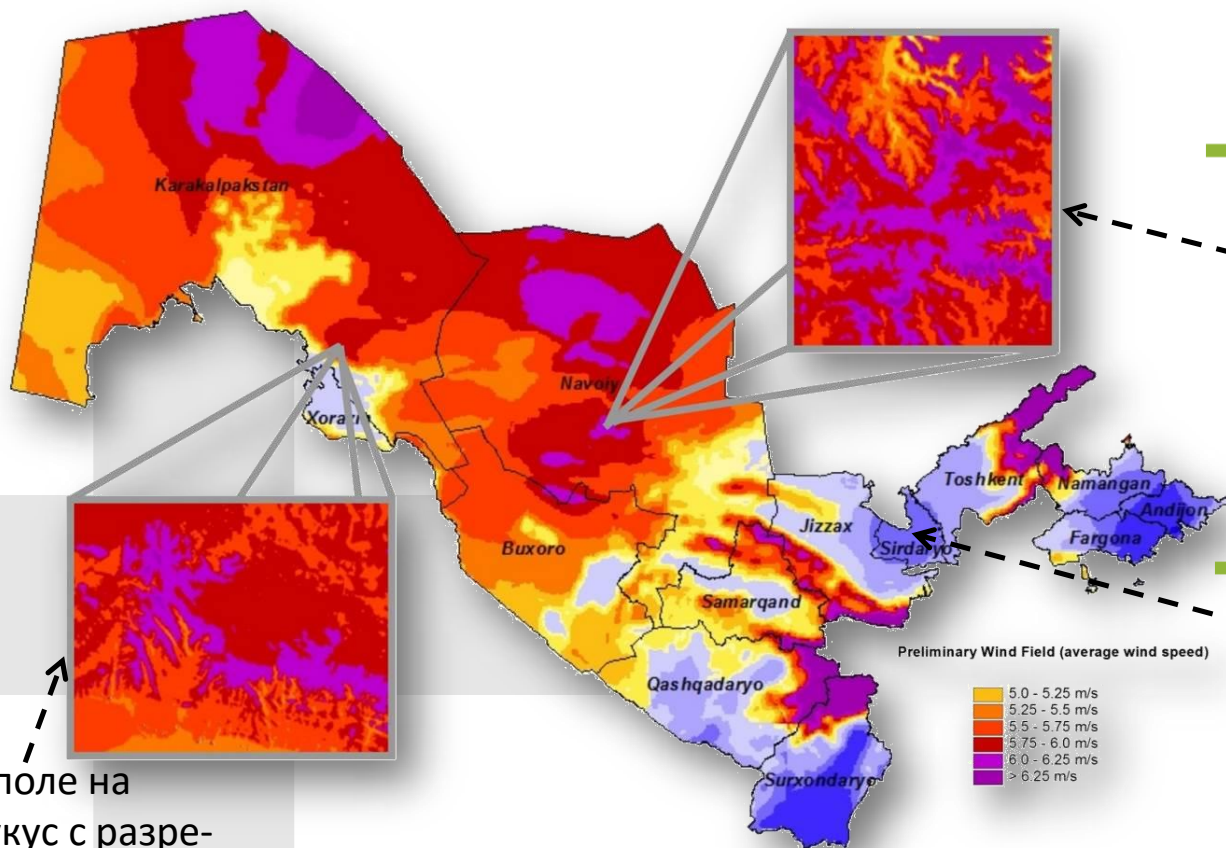 Karakalpakstan
Navoiy
Xorazm
Toshkent
Namangan
Andijon
Jizzax
Sirdaryo
Fargona
Buxoro
Samarqand
Preliminary Wind Field (average wind speed)
Qashqadaryo
5.0 - 5.25 m/s
5.25 - 5.5 m/s
5.5 - 5.75 m/s
5.75 - 6.0 m/s
6.0 - 6.25 m/s
> 6.25 m/s
Surxondaryo
поле на
укус с разре-